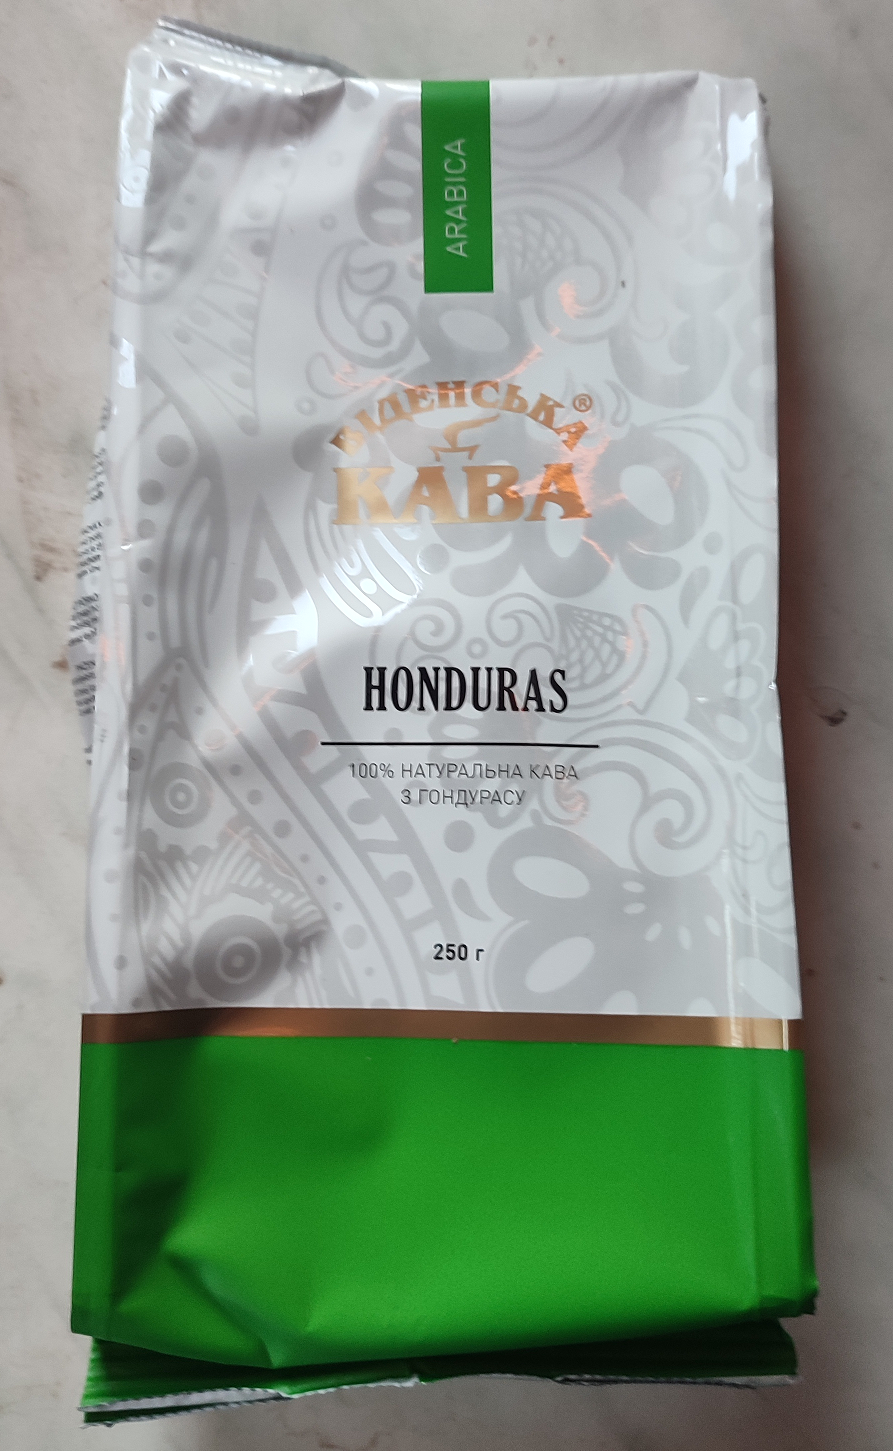 ARABICA
ВІДЕНСЬКА®
КАВА
HONDURAS
100% НАТУРАЛЬНА КАВА
З ГОНДУРАСУ
250 г